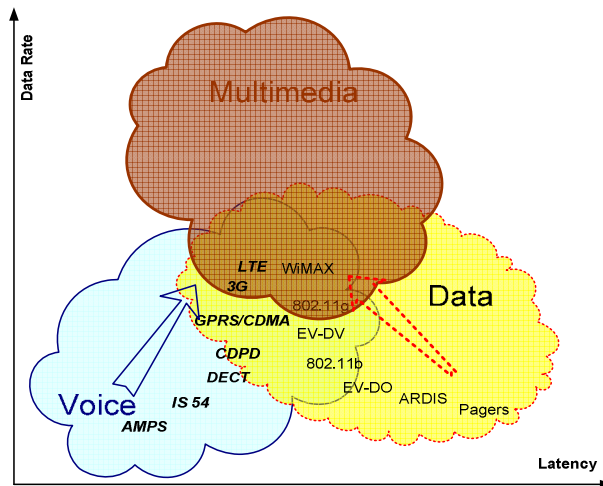 Data Rate
Multimedia
LTE
WiMAX
3G
802.11g
Data
GPRS/CDMA
EV-DV
CDPD
802.11b
DECT
EV-DO
ARDIS
IS 54
Voice
Pagers
AMPS
Latency